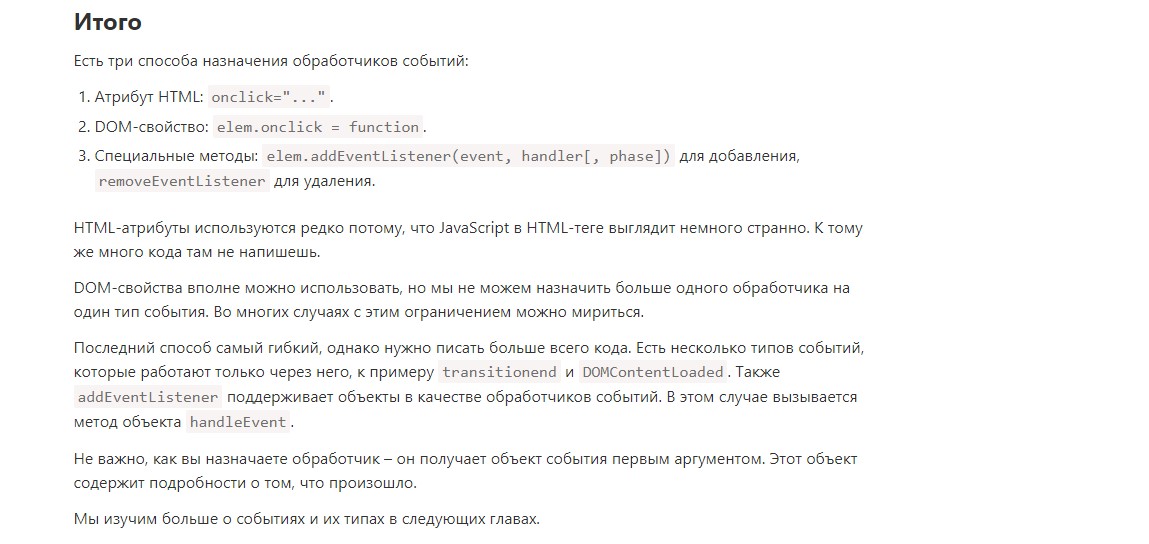 Итого
Есть три способа назначения обработчиков событий:
1. Атрибут HTML: onclick="...".
2. DOM-свойство: elem.onclick = function.
3. Специальные методы: elem.addEventListener(event, handler[, phase]) для добавления,
removeEventListener для удаления.
HTML-атрибуты используются редко потому, что JavaScript в HTML-теге выглядит немного странно. К тому
же много кода там не напишешь.
DOM-свойства вполне можно использовать, но мы не можем назначить больше одного обработчика на
один тип события. Во многих случаях с этим ограничением можно мириться.
Последний способ самый гибкий, однако нужно писать больше всего кода. Есть несколько типов событий,
которые работают только через него, к примеру transitionend и DOMContentLoaded. Также
addEventListener поддерживает объекты в качестве обработчиков событий. В этом случае вызывается
метод объекта handleEvent.
Не важно, как вы назначаете обработчик – он получает объект события первым аргументом. Этот объект
содержит подробности о том, что произошло.
Мы изучим больше о событиях и их типах в следующих главах.